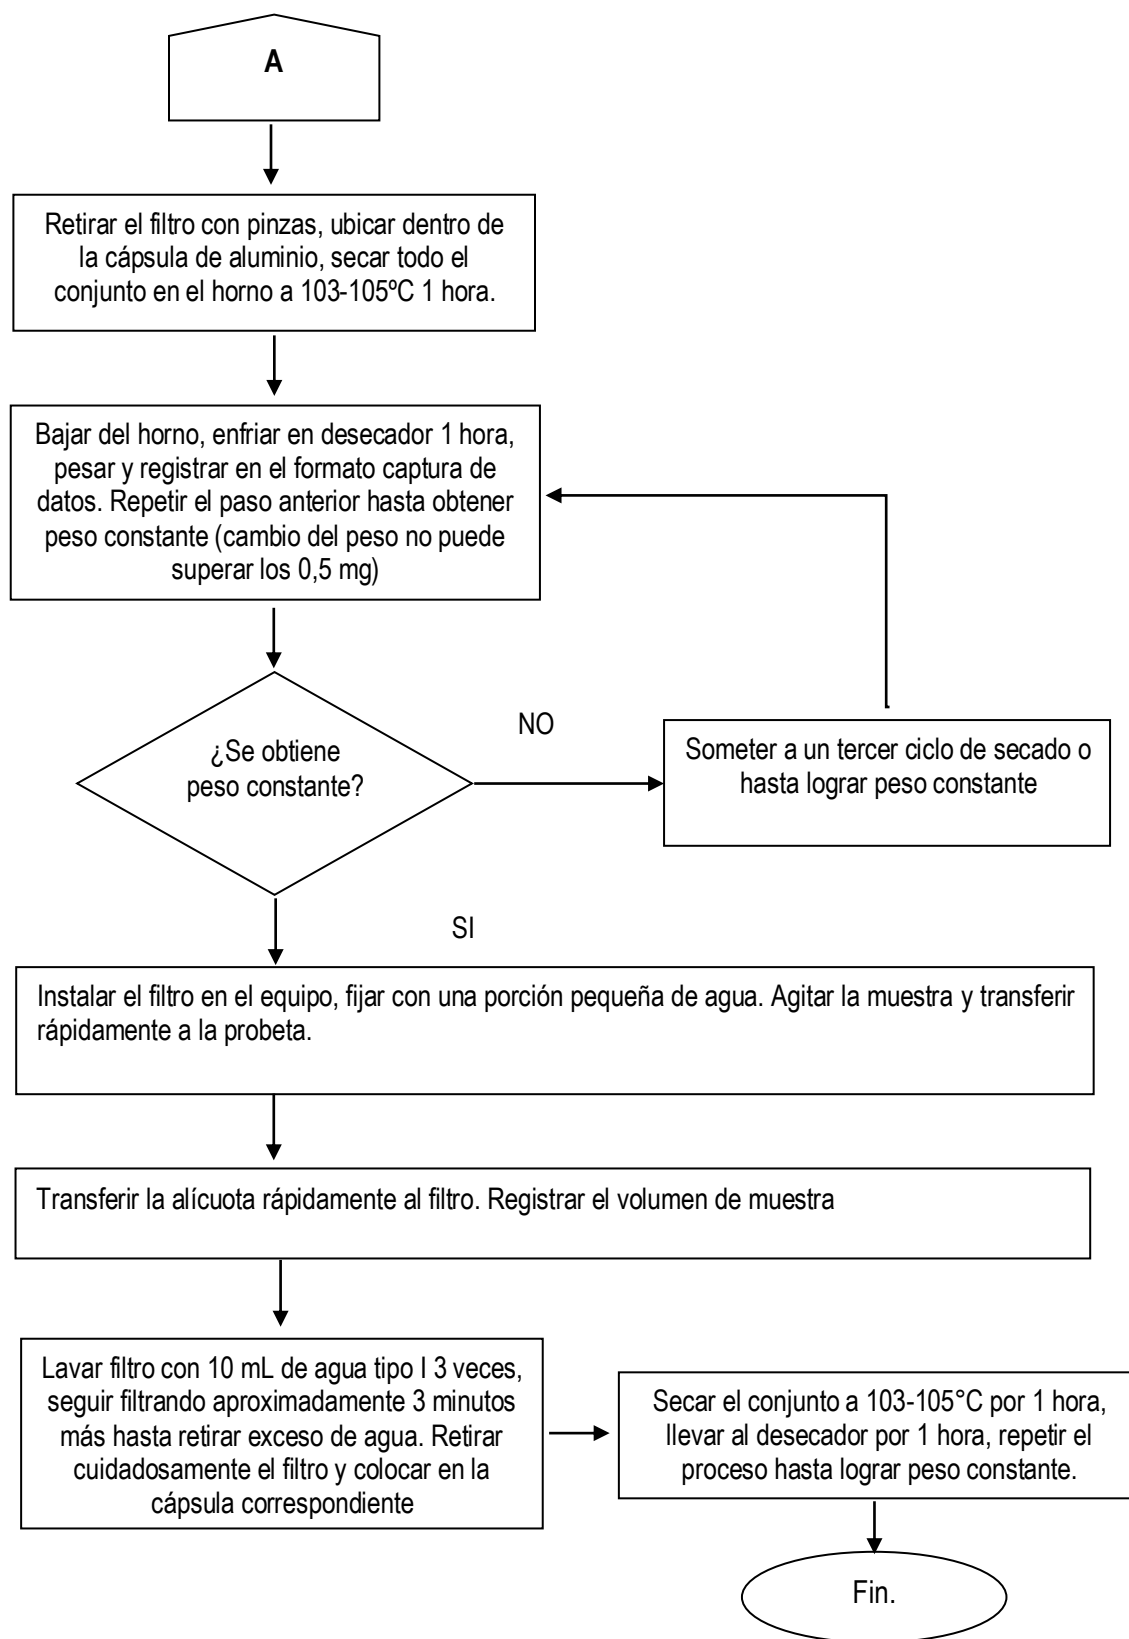 A
Retirar el filtro con pinzas, ubicar dentro de
la cápsula de aluminio, secar todo el
conjunto en el horno a 103-105ºC 1 hora.
Bajar del horno, enfriar en desecador 1 hora,
pesar y registrar en el formato captura de
datos. Repetir el paso anterior hasta obtener
peso constante (cambio del peso no puede
superar los 0,5 mg)
¿Se obtiene
peso constante?
NO
Someter a un tercer ciclo de secado o
hasta lograr peso constante
SI
Instalar el filtro en el equipo, fijar con una porción pequeña de agua. Agitar la muestra y transferir
rápidamente a la probeta.
Transferir la alícuota rápidamente al filtro. Registrar el volumen de muestra
Lavar filtro con 10 mL de agua tipo I 3 veces,
seguir filtrando aproximadamente 3 minutos
más hasta retirar exceso de agua. Retirar
cuidadosamente el filtro y colocar en la
cápsula correspondiente
Secar el conjunto a 103-105°C por 1 hora,
llevar al desecador por 1 hora, repetir el
proceso hasta lograr peso constante.
Fin.